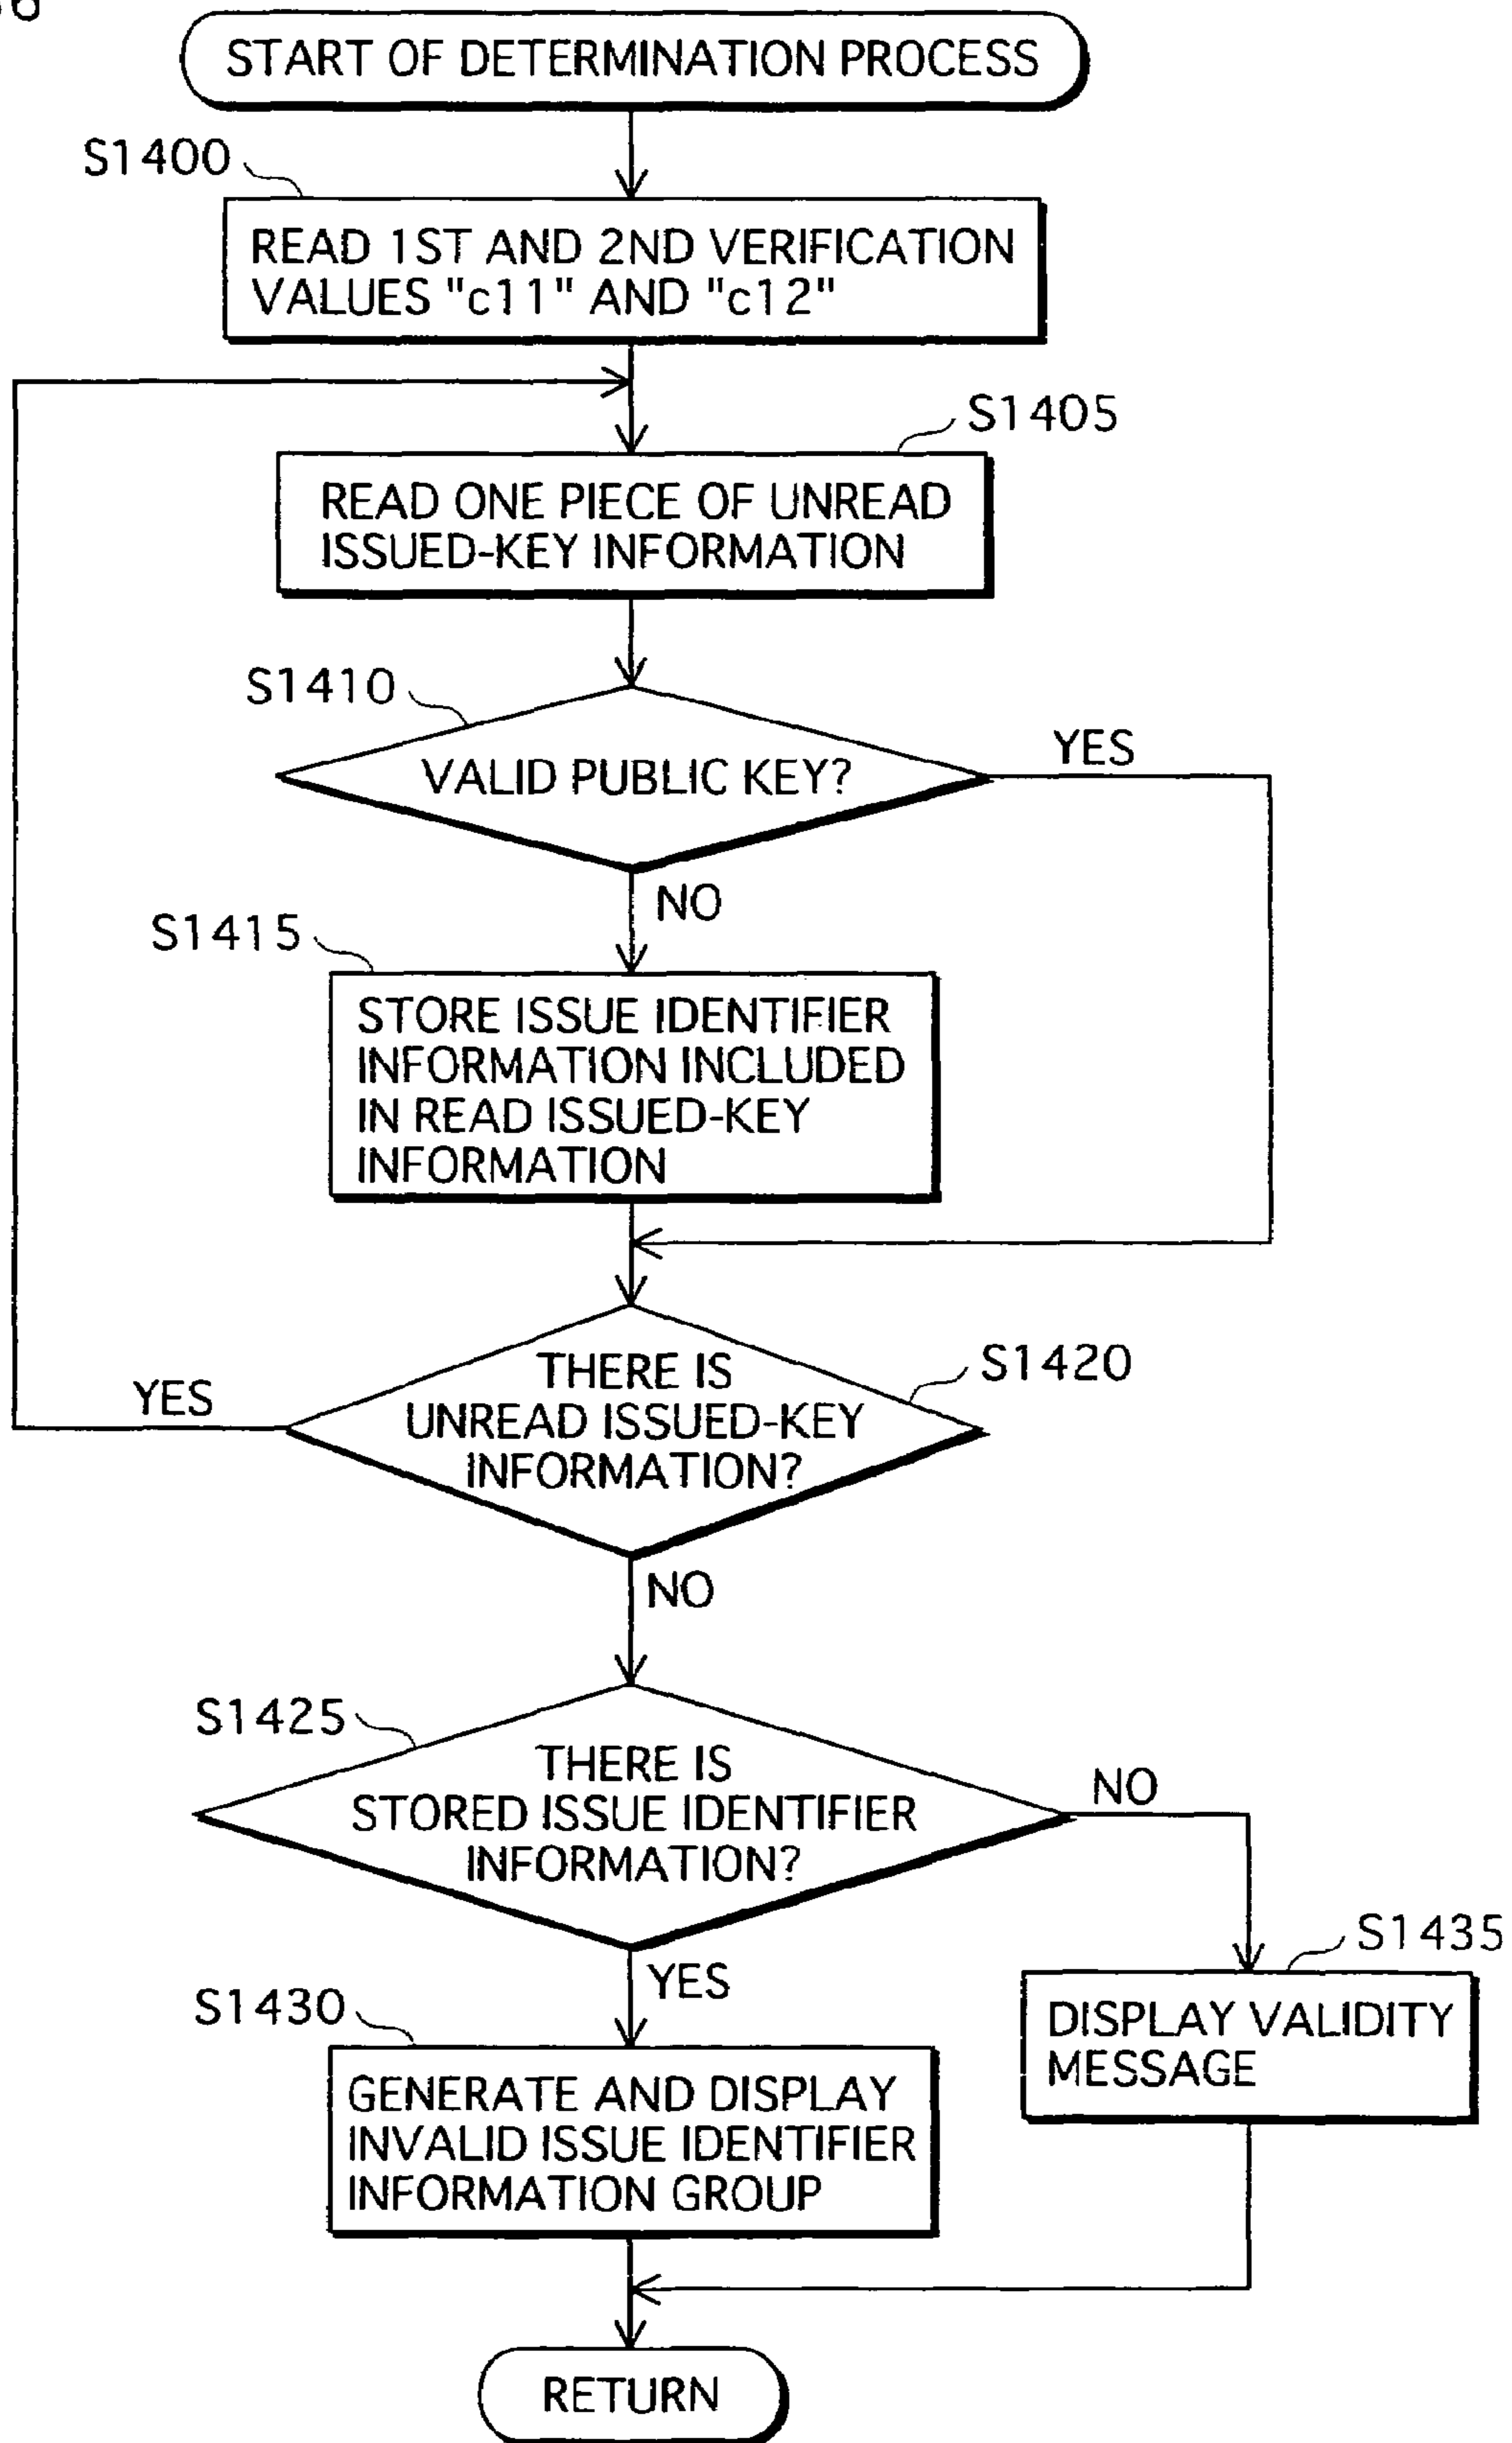 START OF DETERMINATION PROCESS
S1400
READ 1ST AND 2ND VERIFICATION
VALUES "c11" AND "c12"
S1405
READ ONE PIECE OF UNREAD
ISSUED-KEY INFORMATION
S1410
VALID PUBLIC KEY?
YES
NO
S1415
STORE ISSUE IDENTIFIER
INFORMATION INCLUDED
IN READ ISSUED-KEY
INFORMATION
S1420
THERE IS
UNREAD ISSUED-KEY
INFORMATION?
YES
NO
S1425
THERE IS
STORED ISSUE IDENTIFIER
INFORMATION?
NO
YES
S1435
DISPLAY VALIDITY
MESSAGE
S1430
GENERATE AND DISPLAY
INVALID ISSUE IDENTIFIER
INFORMATION GROUP
RETURN